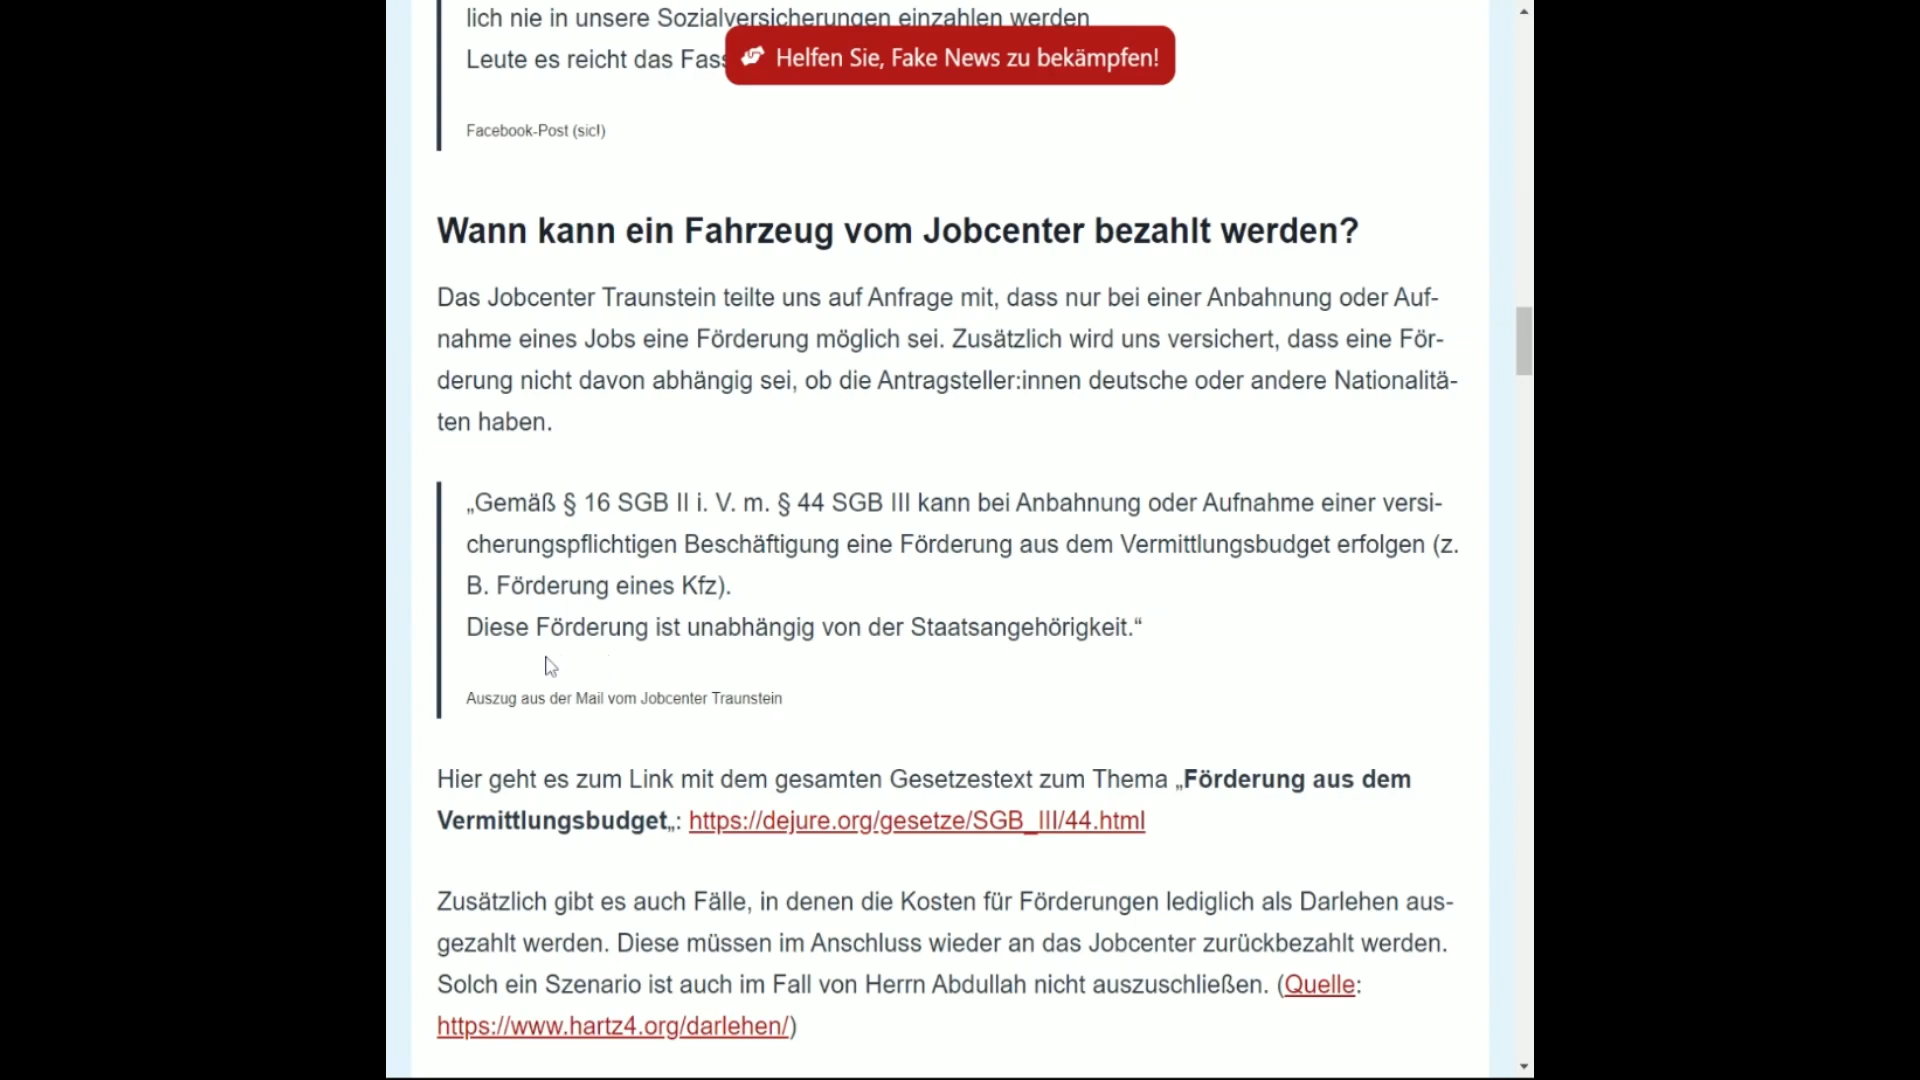 lich nie in unsere Sozialversicherungen einzahlen werden
Leute es reicht das Fass
Helfen Sie, Fake News zu bekämpfen!
Facebook-Post (sic!)
Wann kann ein Fahrzeug vom Jobcenter bezahlt werden?
Das Jobcenter Traunstein teilte uns auf Anfrage mit, dass nur bei einer Anbahnung oder Auf-
nahme eines Jobs eine Förderung möglich sei. Zusätzlich wird uns versichert, dass eine För-
derung nicht davon abhängig sei, ob die Antragsteller:innen deutsche oder andere Nationalitä-
ten haben.
„Gemäß § 16 SGB II i. V. m. § 44 SGB III kann bei Anbahnung oder Aufnahme einer versi-
cherungspflichtigen Beschäftigung eine Förderung aus dem Vermittlungsbudget erfolgen (z.
B. Förderung eines Kfz).
Diese Förderung ist unabhängig von der Staatsangehörigkeit.“
Auszug aus der Mail vom Jobcenter Traunstein
Hier geht es zum Link mit dem gesamten Gesetzestext zum Thema „Förderung aus dem
Vermittlungsbudget„: https://dejure.org/gesetze/SGB_III/44.html
Zusätzlich gibt es auch Fälle, in denen die Kosten für Förderungen lediglich als Darlehen aus-
gezahlt werden. Diese müssen im Anschluss wieder an das Jobcenter zurückbezahlt werden.
Solch ein Szenario ist auch im Fall von Herrn Abdullah nicht auszuschließen. (Quelle:
https://www.hartz4.org/darlehen/)